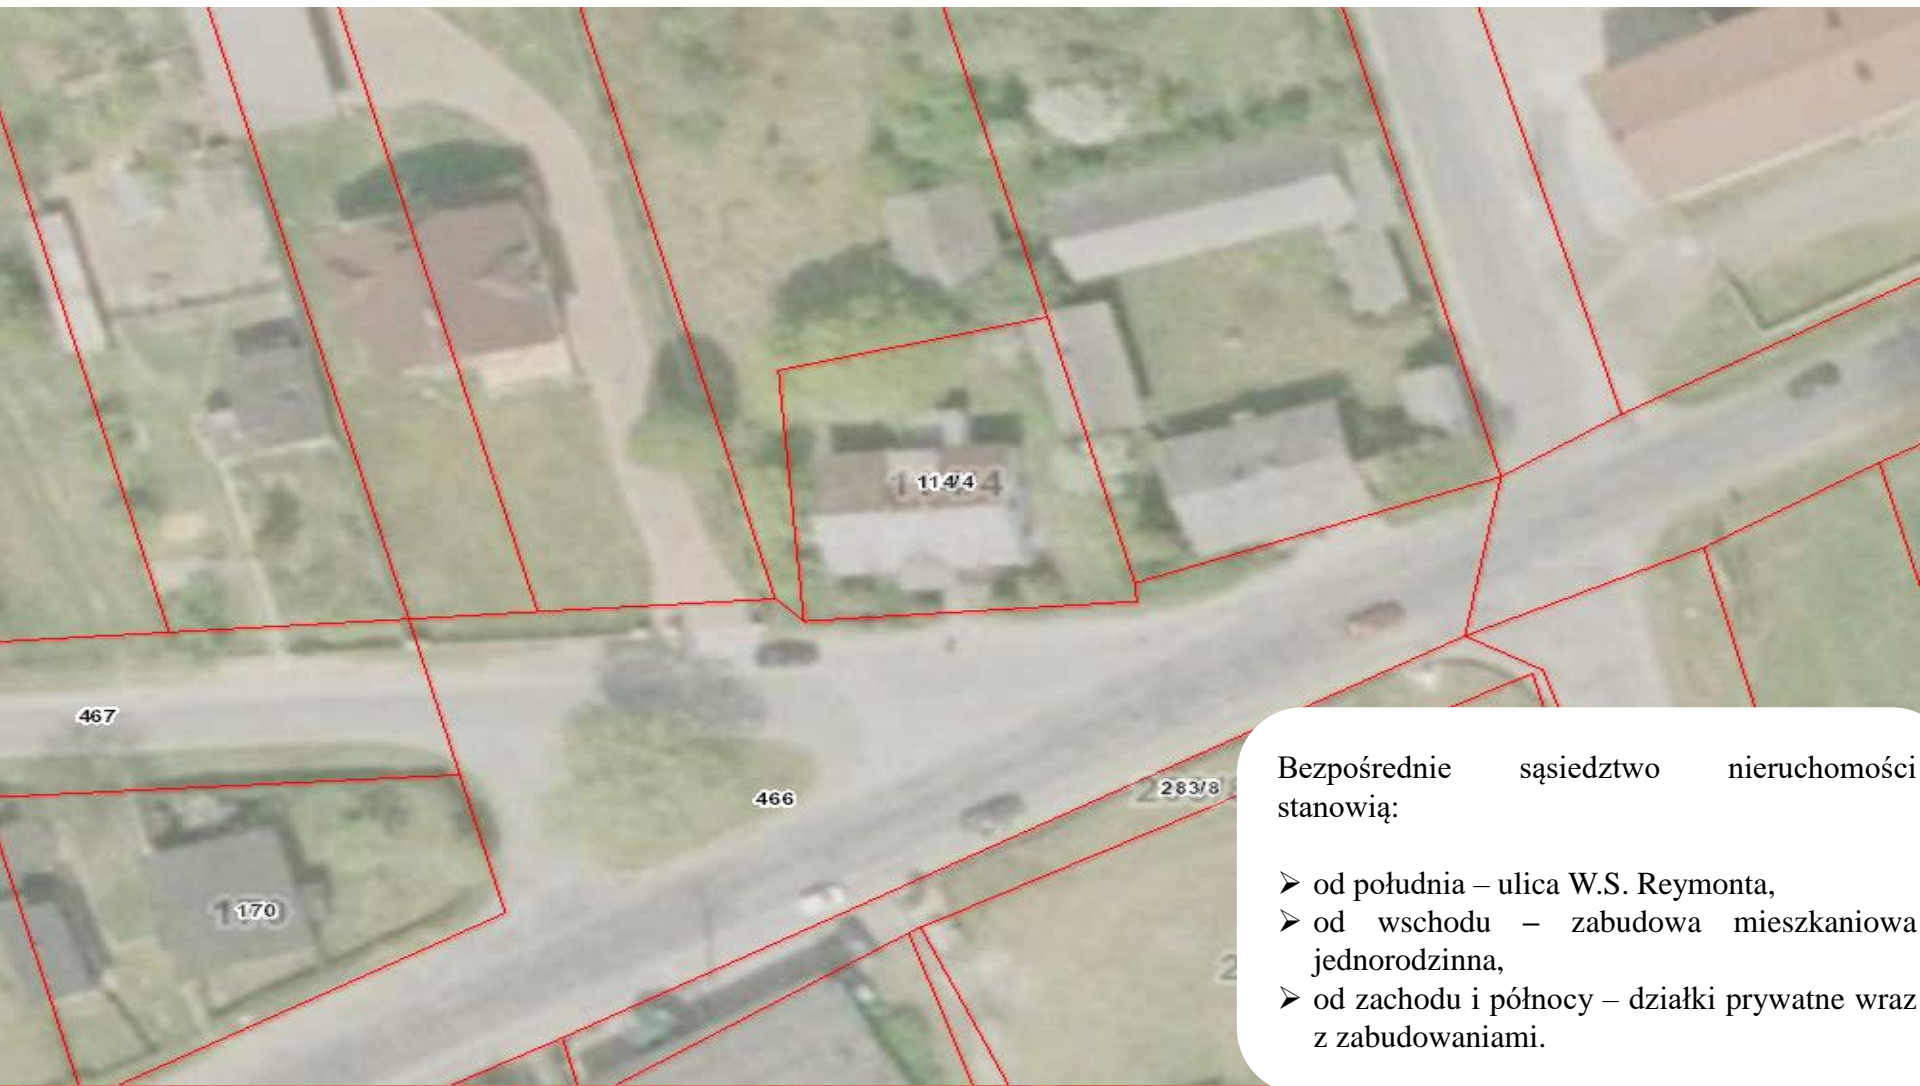 114/4
467
466
283/8
170
Bezpośrednie sąsiedztwo nieruchomości
stanowią:
➢ od południa – ulica W.S. Reymonta,
➢ od wschodu – zabudowa mieszkaniowa
jednorodzinna,
➢ od zachodu i północy – działki prywatne wraz
z zabudowaniami.